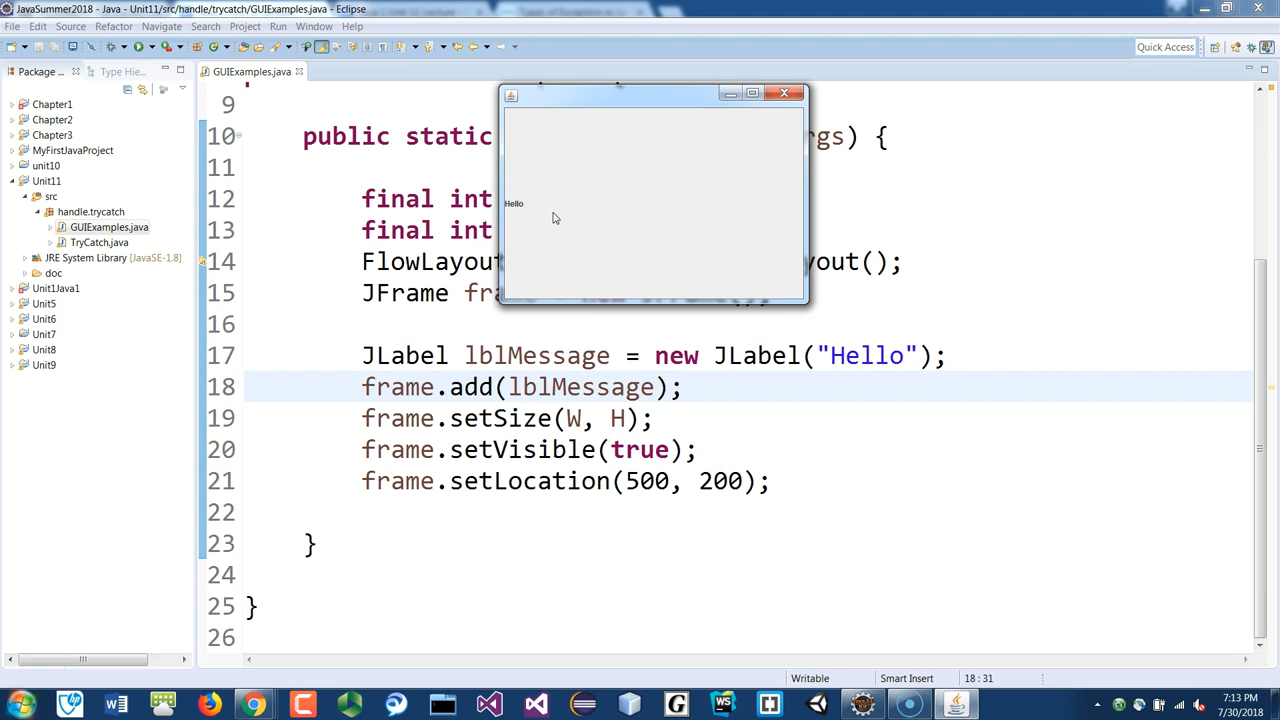 JavaSummer2018 - Java - Unit11/src/handle/trycatch/GUIExamples.java - Eclipse
File Edit Source Refactor Navigate Search Project Run Window Help
Quick Access
Package ... Type Hie...
GUIExamples.java
Chapter1
Chapter2
Chapter3
MyFirstJavaProject
unit10
Unit11
src
handle.trycatch
GUIExamples.java
TryCatch.java
JRE System Library [JavaSE-1.8]
doc
Unit1Java1
Unit5
Unit6
Unit7
Unit8
Unit9
9
10 public static gs) {
11
12 final int
13 final int
14 FlowLayout yout();
15 JFrame fra
16
17 JLabel lblMessage = new JLabel("Hello");
18 frame.add(lblMessage);
19 frame.setSize(W, H);
20 frame.setVisible(true);
21 frame.setLocation(500, 200);
22
23 }
24
25 }
26
Hello
Writable Smart Insert 18 : 31
7:13 PM
7/30/2018